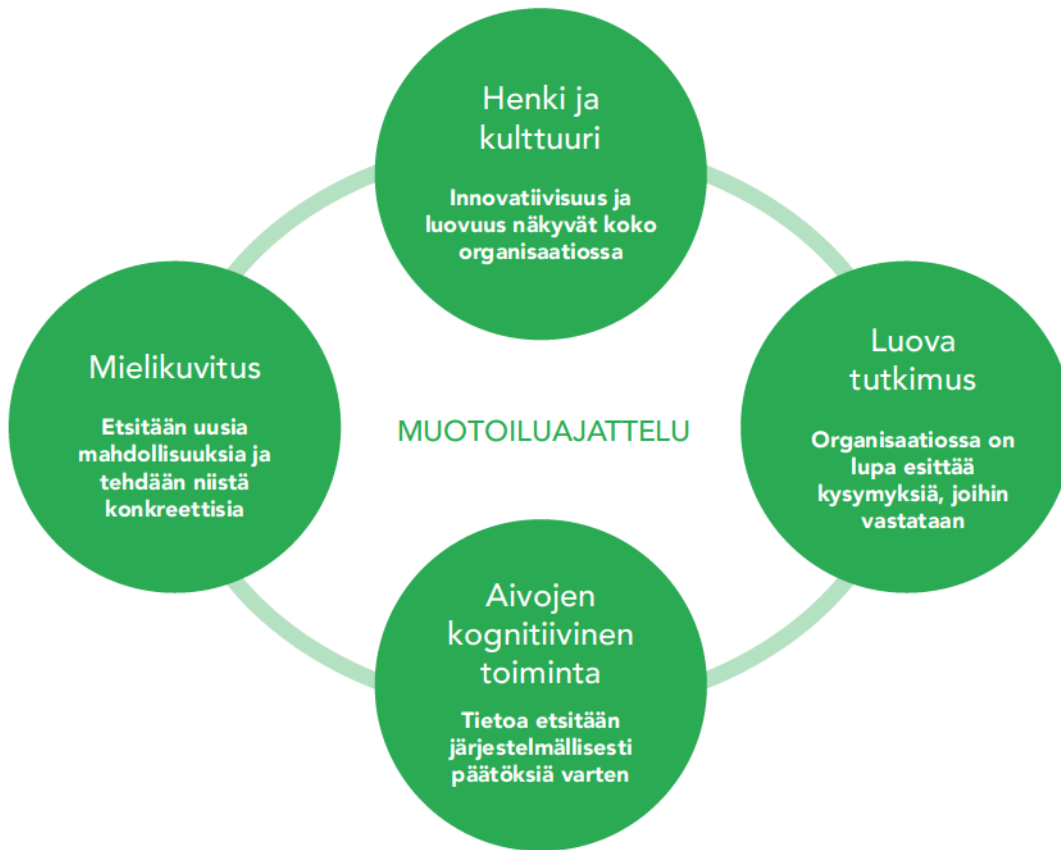 Henki ja
kulttuuri
Innovatiivisuus ja
luovuus näkyvät koko
organisaatiossa
Mielikuvitus
Etsitään uusia
mahdollisuuksia ja
tehdään niistä
konkreettisia
MUOTOILUAJATTELU
Luova
tutkimus
Organisaatiossa on
lupa esittää
kysymyksiä, joihin
vastataan
Aivojen
kognitiivinen
toiminta
Tietoa etsitään
järjestelmällisesti
päätöksiä varten